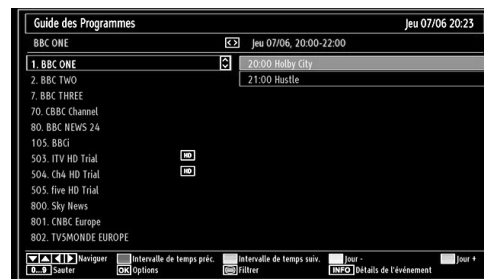 Guide des Programmes Jeu 07/06 20:23
BBC ONE Jeu 07/06, 20:00-22:00
1. BBC ONE 20:00 Holby City
2. BBC TWO 21:00 Hustle
7. BBC THREE
70. CBBC Channel
80. BBC NEWS 24
105. BBCi
503. ITV HD Trial HD
504. Ch4 HD Trial HD
505. five HD Trial
800. Sky News
801. CNBC Europe
802. TV5MONDE EUROPE
Naviguer Intervalle de temps préc. Intervalle de temps suiv. Jour - Jour +
0...9 Sauter OK Options Filtrer INFO Détails de l'événement